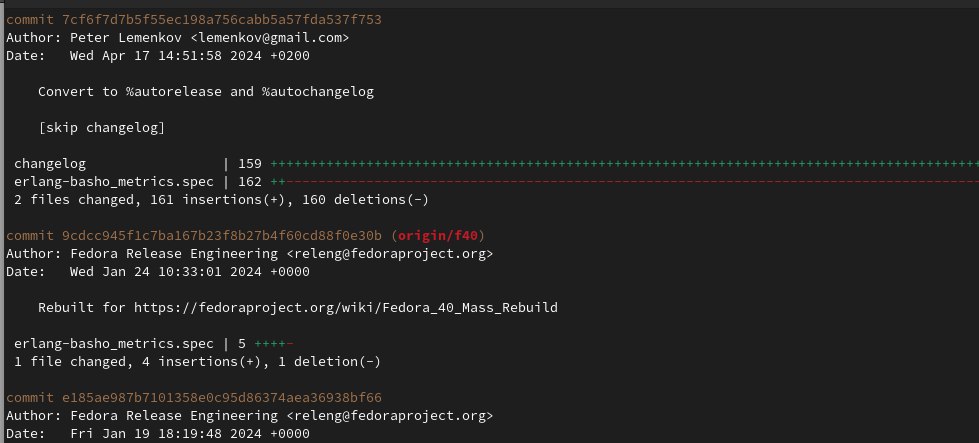 commit 7cf6f7d7b5f55ec198a756cabb5a57fda537f753
Author: Peter Lemenkov <lemenkov@gmail.com>
Date:   Wed Apr 17 14:51:58 2024 +0200
    Convert to %autorelease and %autochangelog
    [skip changelog]
 changelog                 | 159 ++++++++++++++++++++++++++++++++++++++++++++++++++++++++++++++++++++++++++++++++++++++++
 erlang-basho_metrics.spec | 162 ++--------------------------------------------------------------------------------------
 2 files changed, 161 insertions(+), 160 deletions(-)
commit 9cdcc945f1c7ba167b23f8b27b4f60cd88f0e30b (origin/f40)
Author: Fedora Release Engineering <releng@fedoraproject.org>
Date:   Wed Jan 24 10:33:01 2024 +0000
    Rebuilt for https://fedoraproject.org/wiki/Fedora_40_Mass_Rebuild
 erlang-basho_metrics.spec | 5 ++++-
 1 file changed, 4 insertions(+), 1 deletion(-)
commit e185ae987b7101358e0c95d86374aea36938bf66
Author: Fedora Release Engineering <releng@fedoraproject.org>
Date:   Fri Jan 19 18:19:48 2024 +0000